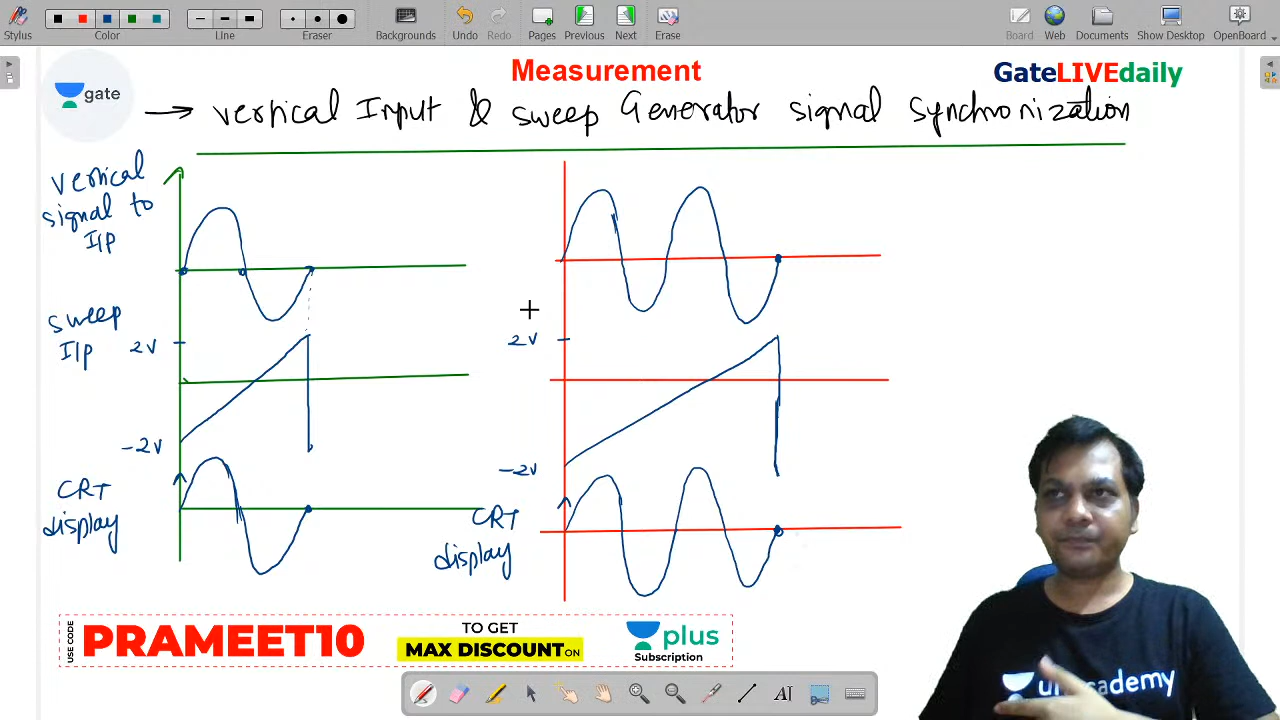 Stylus
Color
Line
Eraser
Backgrounds
Undo
Redo
Pages
Previous
Next
Erase
Board
Web
Documents
Show Desktop
OpenBoard
gate
Measurement
GateLIVEdaily
→ vertical Input & sweep Generator signal synchronization
vertical
signal to
I/p
sweep
I/p
2V
-2V
CRT
display
2V
-2V
CRT
display
USE CODE
PRAMEET10
TO GET
MAX DISCOUNT ON
plus
Subscription
AI